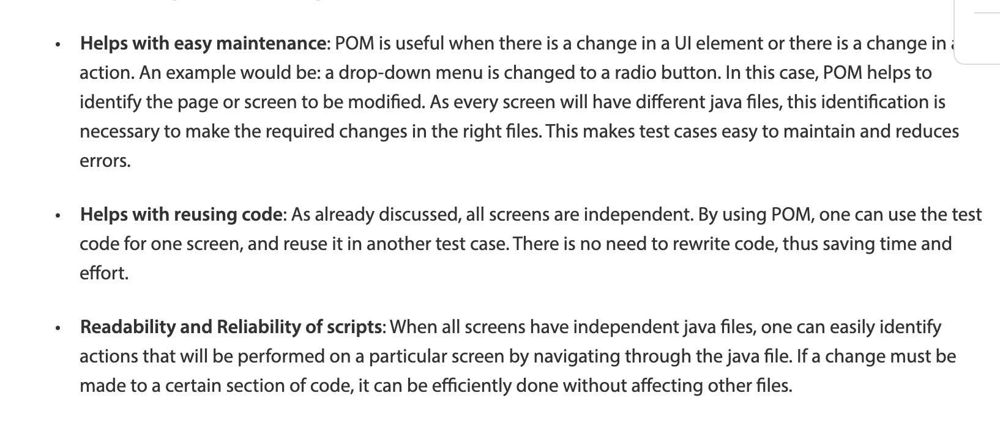 • Helps with easy maintenance: POM is useful when there is a change in a UI element or there is a change in
action. An example would be: a drop-down menu is changed to a radio button. In this case, POM helps to
identify the page or screen to be modified. As every screen will have different java files, this identification is
necessary to make the required changes in the right files. This makes test cases easy to maintain and reduces
errors.
• Helps with reusing code: As already discussed, all screens are independent. By using POM, one can use the test
code for one screen, and reuse it in another test case. There is no need to rewrite code, thus saving time and
effort.
• Readability and Reliability of scripts: When all screens have independent java files, one can easily identify
actions that will be performed on a particular screen by navigating through the java file. If a change must be
made to a certain section of code, it can be efficiently done without affecting other files.